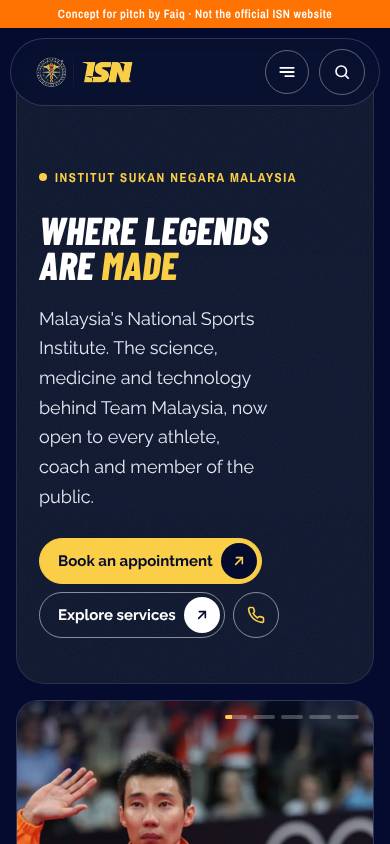 Concept for pitch by Faiq · Not the official ISN website
ISN
INSTITUT SUKAN NEGARA MALAYSIA
WHERE LEGENDS
ARE MADE
Malaysia's National Sports
Institute. The science,
medicine and technology
behind Team Malaysia, now
open to every athlete,
coach and member of the
public.
Book an appointment
Explore services